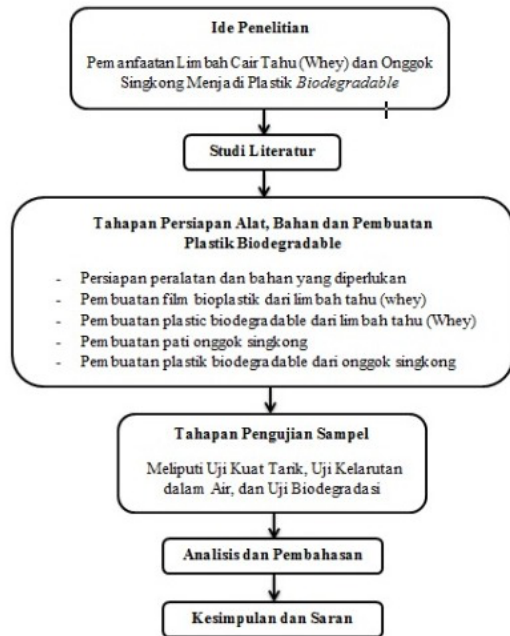 Ide Penelitian
Pemanfaatan Limbah Cair Tahu (Whey) dan Onggok
Singkong Menjadi Plastik Biodegradable
Studi Literatur
Tahapan Persiapan Alat, Bahan dan Pembuatan
Plastik Biodegradable
- Persiapan peralatan dan bahan yang diperlukan
- Pembuatan film bioplastik dari limbah tahu (whey)
- Pembuatan plastic biodegradable dari limbah tahu (Whey)
- Pembuatan pati onggok singkong
- Pembuatan plastik biodegradable dari onggok singkong
Tahapan Pengujian Sampel
Meliputi Uji Kuat Tarik, Uji Kelarutan
dalam Air, dan Uji Biodegradasi
Analisis dan Pembahasan
Kesimpulan dan Saran